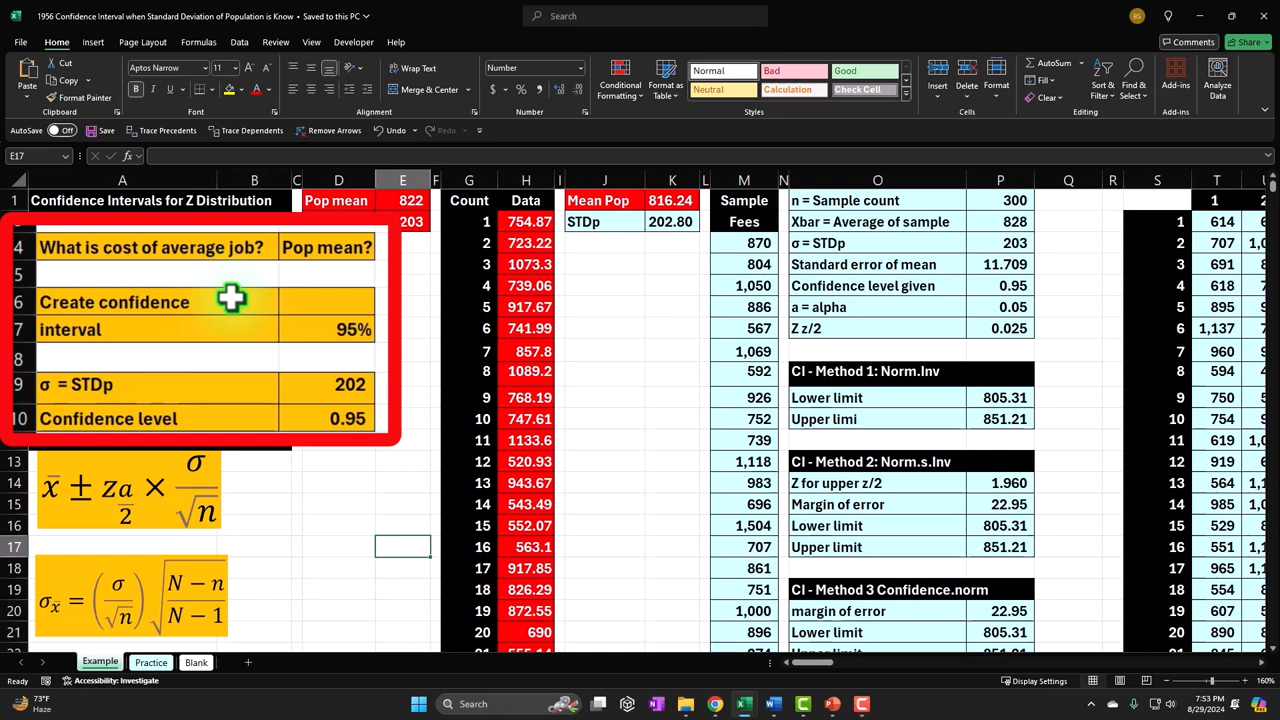 1956 Confidence Interval when Standard Deviation of Population is Know • Saved to this PC
Search
BS
File Home Insert Page Layout Formulas Data Review View Developer Help
Comments Share
Paste Cut Copy Format Painter
Aptos Narrow 11 Wrap Text Merge & Center Number
Conditional Formatting Format as Table Normal Bad Good
Neutral Calculation Check Cell
Insert Delete Format AutoSum Fill Clear Sort & Filter Find & Select Add-ins Analyze Data
Clipboard Font Alignment Number Styles Cells Editing Add-ins
AutoSave Off Save Trace Precedents Trace Dependents Remove Arrows Undo Redo
E17 fx
A B C D E F G H I J K L M N O P Q R S T U
1 Confidence Intervals for Z Distribution Pop mean 822 Count Data Mean Pop 816.24 Sample n = Sample count 300 1
203 1 754.87 STDp 202.80 Fees Xbar = Average of sample 828 1 614
4 What is cost of average job? Pop mean? 2 723.22 870 σ = STDp 203 2 707
5 3 1073.3 804 Standard error of mean 11.709 3 691
6 Create confidence 4 739.06 1,050 Confidence level given 0.95 4 618
7 interval 95% 5 917.67 886 a = alpha 0.05 5 895
8 6 741.99 567 Z z/2 0.025 6 1,137
9 σ = STDp 202 7 857.8 1,069 7 960
10 Confidence level 0.95 8 1089.2 592 CI - Method 1: Norm.Inv 8 594
9 768.19 926 Lower limit 805.31 9 750
10 747.61 752 Upper limi 851.21 10 754
11 1133.6 739 11 619
13 12 520.93 1,118 CI - Method 2: Norm.s.Inv 12 919
14 x̄ ± z a/2 × σ/√n 13 943.67 983 Z for upper z/2 1.960 13 564
15 14 543.49 696 Margin of error 22.95 14 985
16 15 552.07 1,504 Lower limit 805.31 15 529
17 16 563.1 707 Upper limit 851.21 16 551
18 17 917.85 861 17 965
19 σx̄ = (σ/√n) √(N − n/N − 1) 18 826.29 751 CI - Method 3 Confidence.norm 18 554
20 19 872.55 1,000 margin of error 22.95 19 607
21 20 690 896 Lower limit 805.31 20 890
Example Practice Blank
Ready Accessibility: Investigate Display Settings 160%
73°F
Haze
Search
7:53 PM
8/29/2024